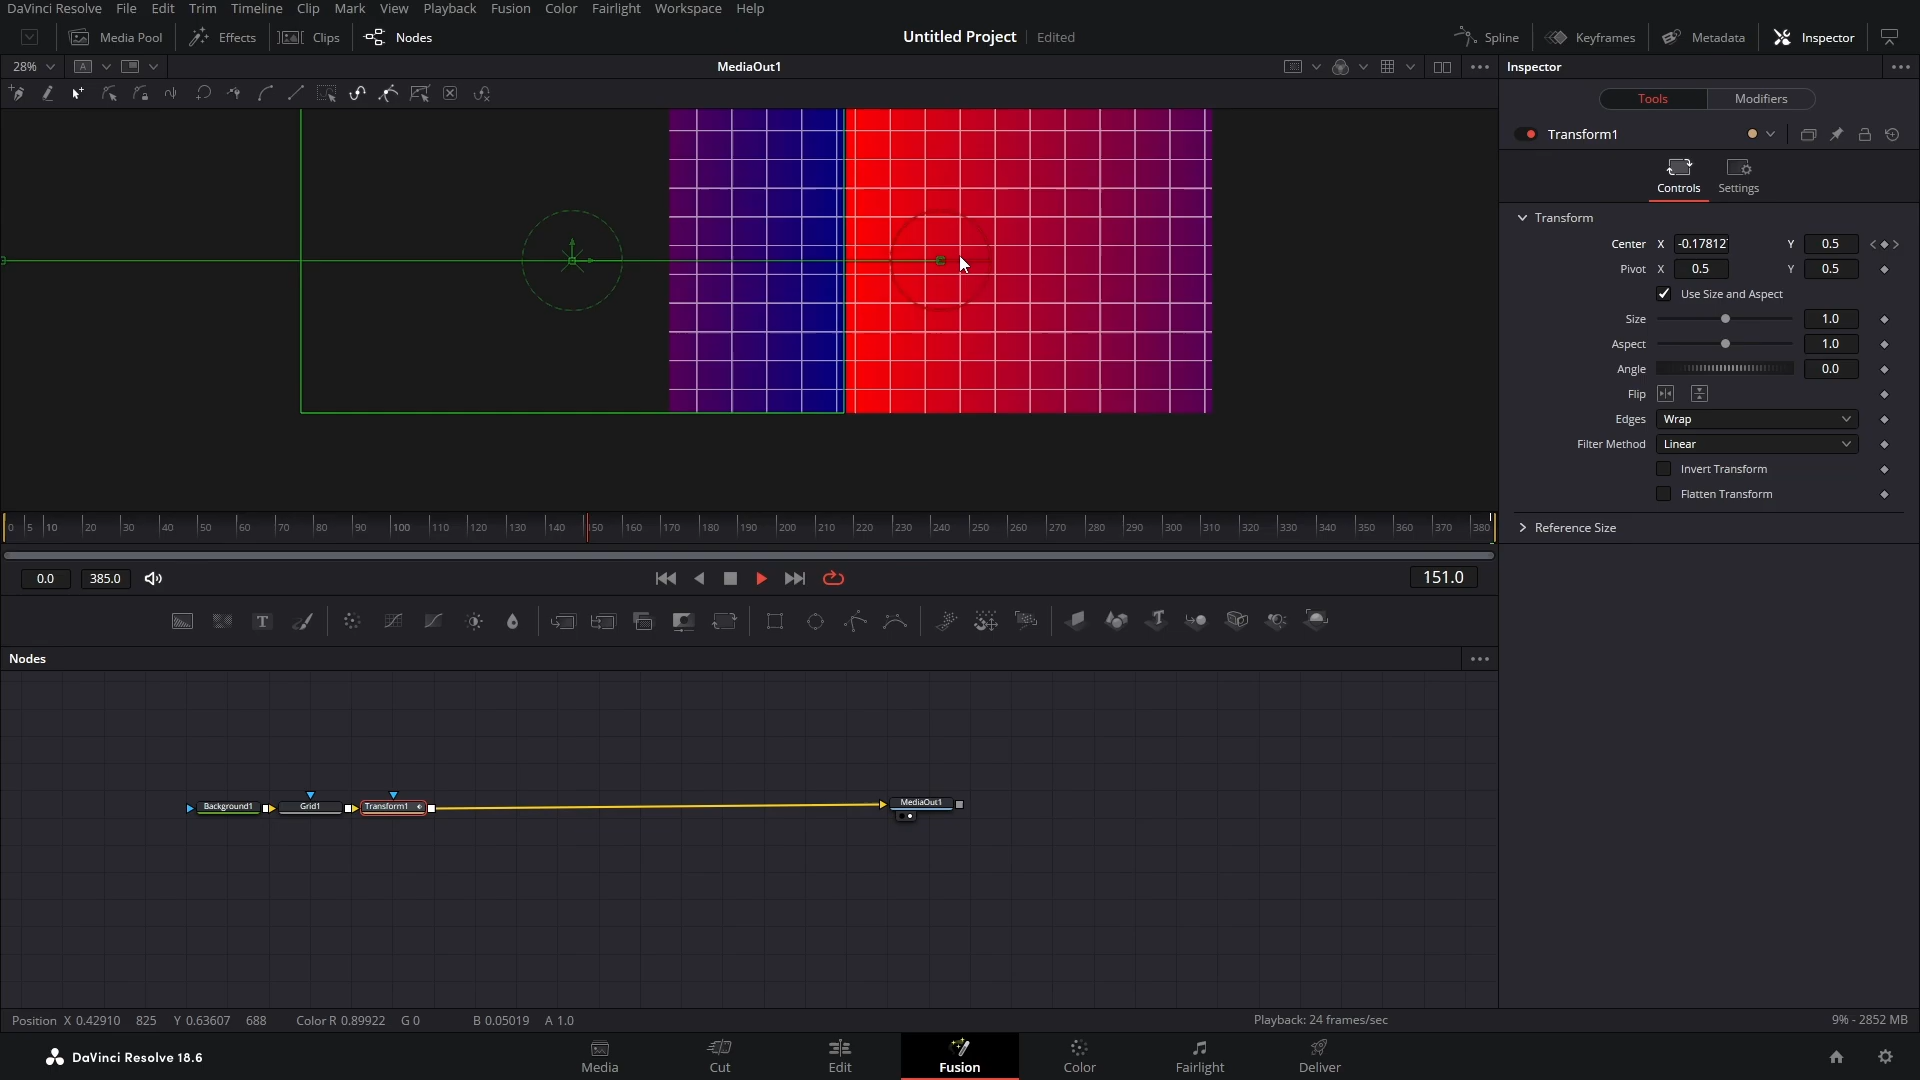 DaVinci Resolve File Edit Trim Timeline Clip Mark View Playback Fusion Color Fairlight Workspace Help
Media Pool Effects Clips Nodes Untitled Project Edited Spline Keyframes Metadata Inspector
28% A MediaOut1 Inspector
Tools Modifiers
Transform1
Controls Settings
Transform
Center X -0.17812 Y 0.5
Pivot X 0.5 Y 0.5
Use Size and Aspect
Size 1.0
Aspect 1.0
Angle 0.0
Flip
Edges Wrap
Filter Method Linear
Invert Transform
Flatten Transform
Reference Size
0 5 10 20 30 40 50 60 70 80 90 100 110 120 130 140 150 160 170 180 190 200 210 220 230 240 250 260 270 280 290 300 310 320 330 340 350 360 370 380
0.0 385.0 151.0
T T
Nodes
Background1 Grid1 Transform1 MediaOut1
Position X 0.42910 825 Y 0.63607 688 Color R 0.89922 G 0 B 0.05019 A 1.0 Playback: 24 frames/sec 9% - 2852 MB
DaVinci Resolve 18.6 Media Cut Edit Fusion Color Fairlight Deliver